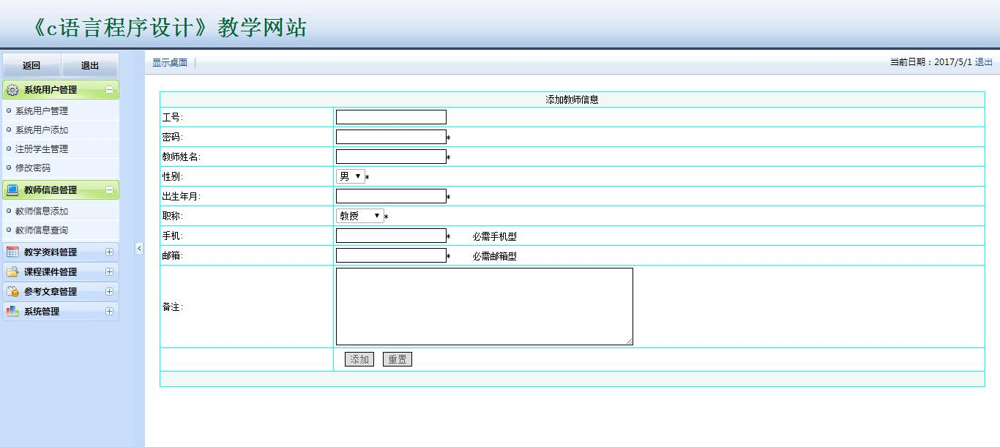 《c语言程序设计》教学网站
返回 退出
显示桌面 | 当前日期：2017/5/1 退出
系统用户管理
系统用户管理
系统用户添加
注册学生管理
修改密码
教师信息管理
教师信息添加
教师信息查询
教学资料管理
课程课件管理
参考文章管理
系统管理
添加教师信息
工号:
密码: *
教师姓名: *
性别: 男 *
出生年月: *
职称: 教授 *
手机: * 必需手机型
邮箱: * 必需邮箱型
备注:
添加 重置